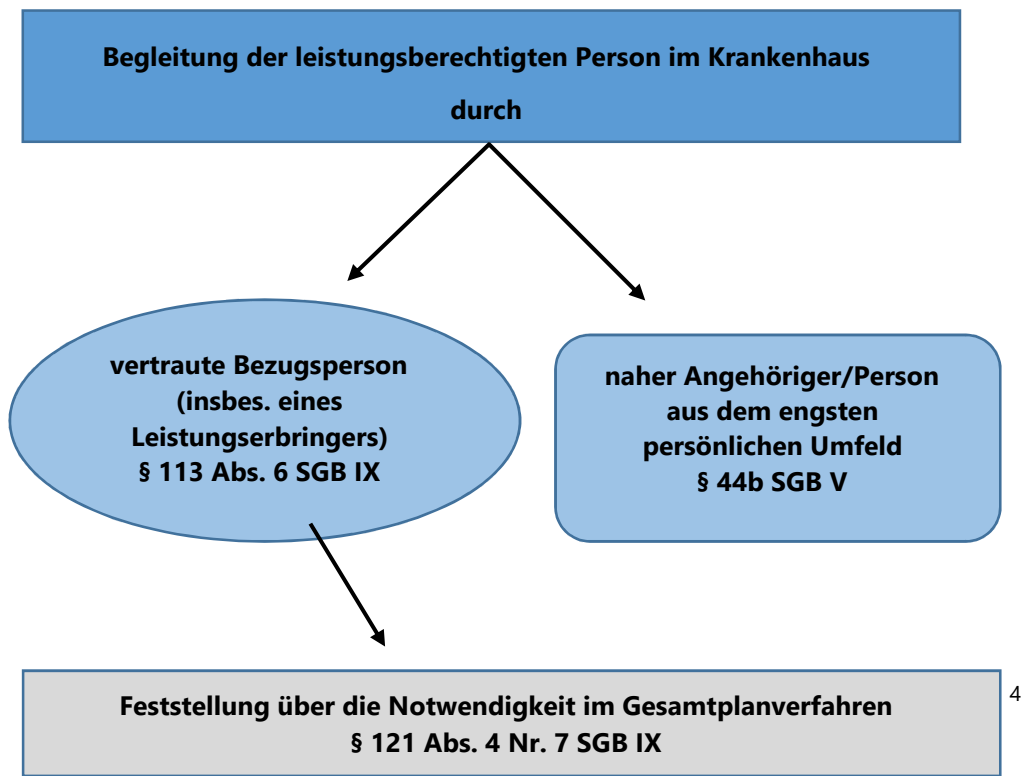 Begleitung der leistungsberechtigten Person im Krankenhaus
durch
vertraute Bezugsperson
(insbes. eines
Leistungserbringers)
§ 113 Abs. 6 SGB IX
naher Angehöriger/Person
aus dem engsten
persönlichen Umfeld
§ 44b SGB V
Feststellung über die Notwendigkeit im Gesamtplanverfahren
§ 121 Abs. 4 Nr. 7 SGB IX
4